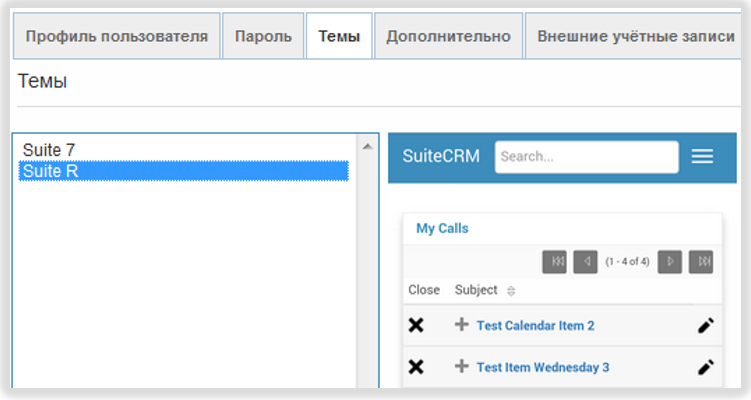 Профиль пользователя Пароль Темы Дополнительно Внешние учётные записи
Темы
Suite 7
Suite R
SuiteCRM Search...
My Calls
(1 - 4 of 4)
Close Subject
Test Calendar Item 2
Test Item Wednesday 3